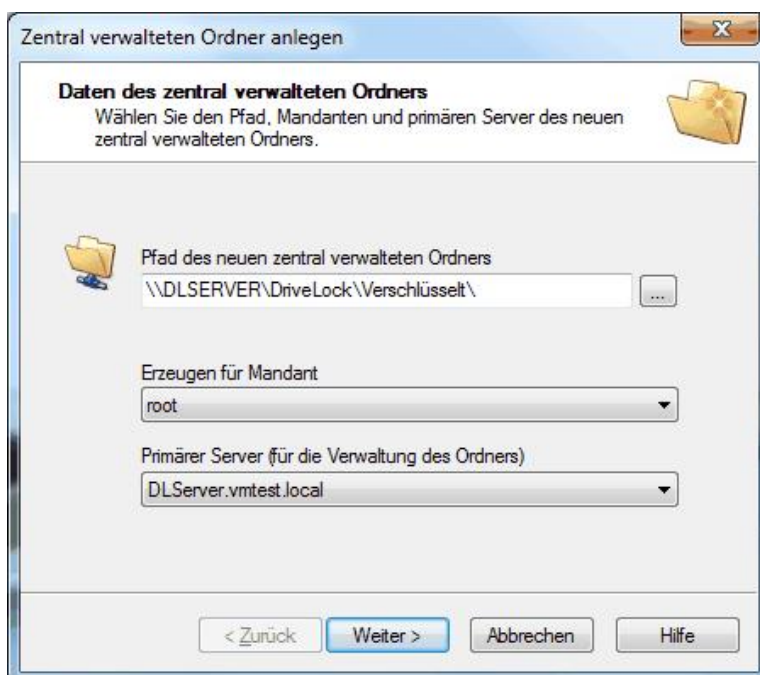 Zentral verwalteten Ordner anlegen
Daten des zentral verwalteten Ordners
Wählen Sie den Pfad, Mandanten und primären Server des neuen
zentral verwalteten Ordners.
Pfad des neuen zentral verwalteten Ordners
\\DLSERVER\DriveLock\Verschlüsselt\
...
Erzeugen für Mandant
root
Primärer Server (für die Verwaltung des Ordners)
DLServer.vmtest.local
< Zurück
Weiter >
Abbrechen
Hilfe